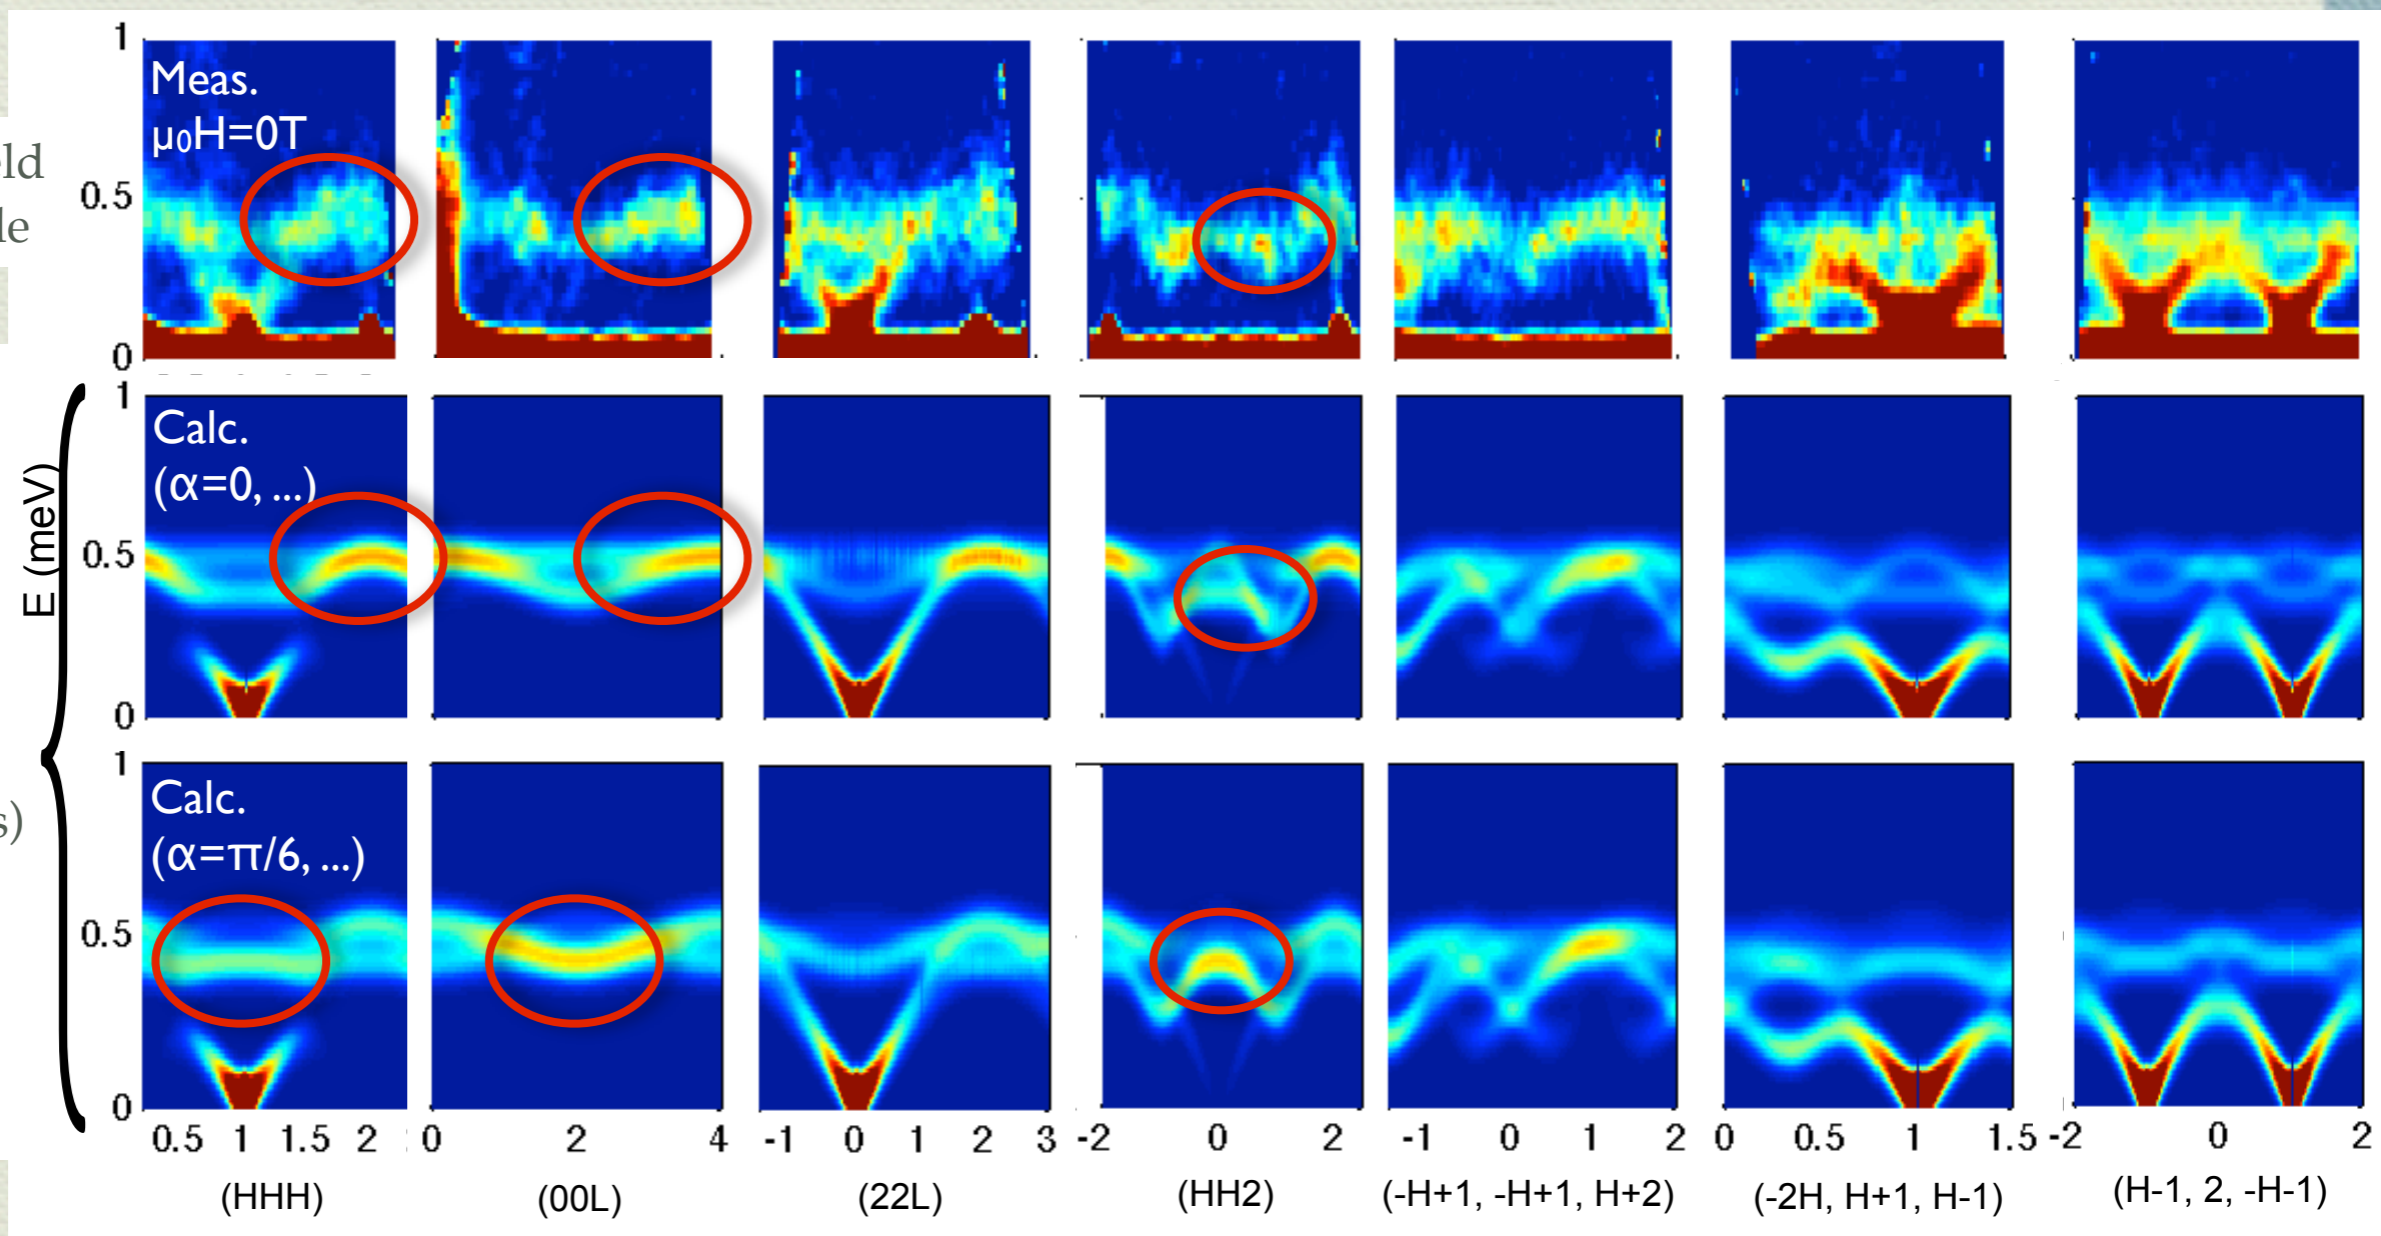 1
Meas.
μ₀H=0T
0.5
0
1
Calc.
(α=0, ...)
0.5
0
E (meV)
1
Calc.
(α=π/6, ...)
s)
0.5
0
0.5 1 1.5 2 0 2 4 -1 0 1 2 3 -2 0 2 -1 0 1 2 0 0.5 1 1.5 -2 0 2
(HHH) (00L) (22L) (HH2) (-H+1, -H+1, H+2) (-2H, H+1, H-1) (H-1, 2, -H-1)